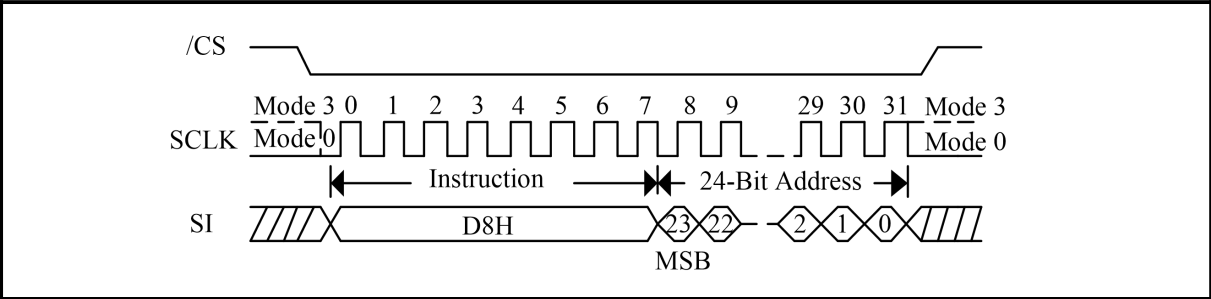 /CS
Mode 3 0 1 2 3 4 5 6 7 8 9 29 30 31 Mode 3
SCLK Mode 0 Mode 0
Instruction 24-Bit Address
SI D8H 23 22 2 1 0
MSB